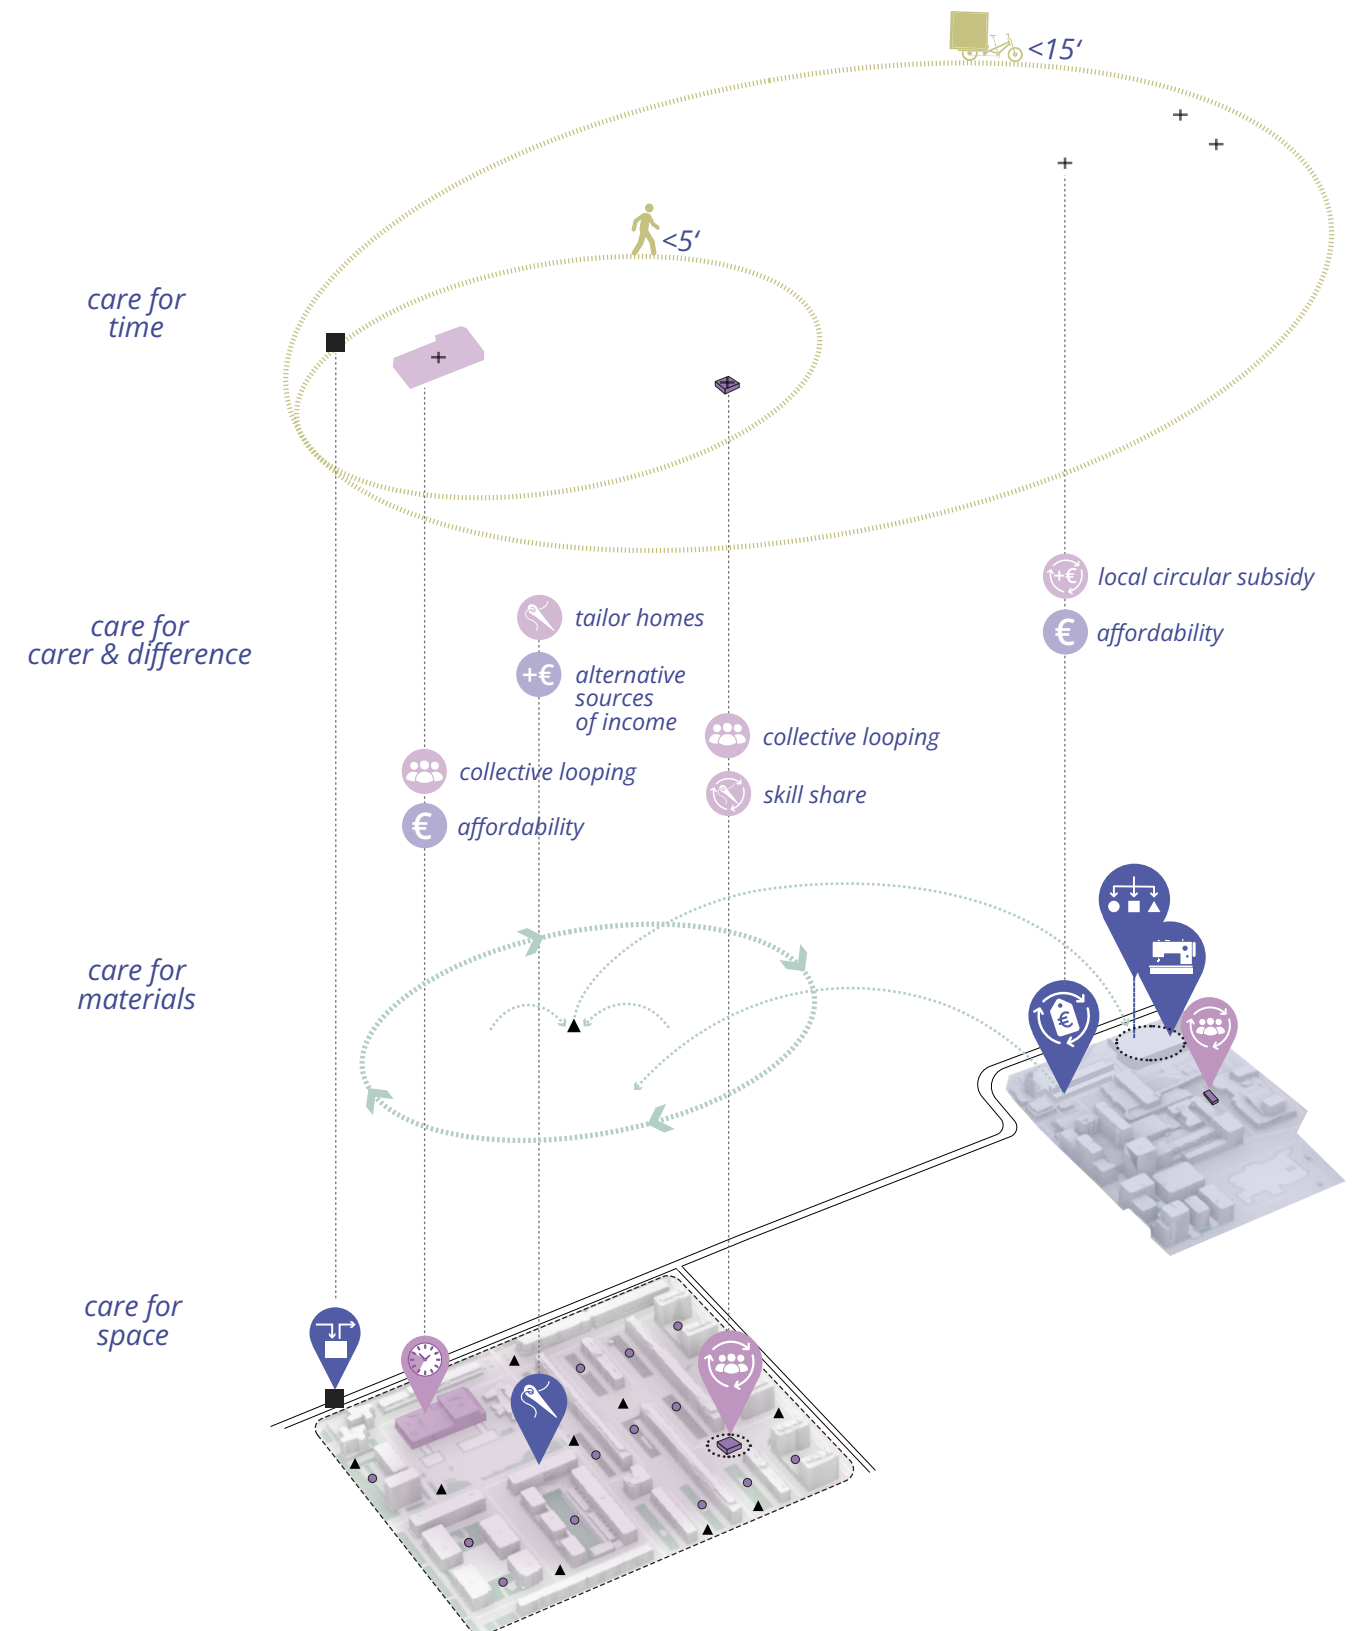 <15'
<5'
care for
time
local circular subsidy
affordability
care for
carer & difference
tailor homes
+€
alternative
sources
of income
+€
€
collective looping
skill share
collective looping
affordability
€
care for
materials
€
care for
space